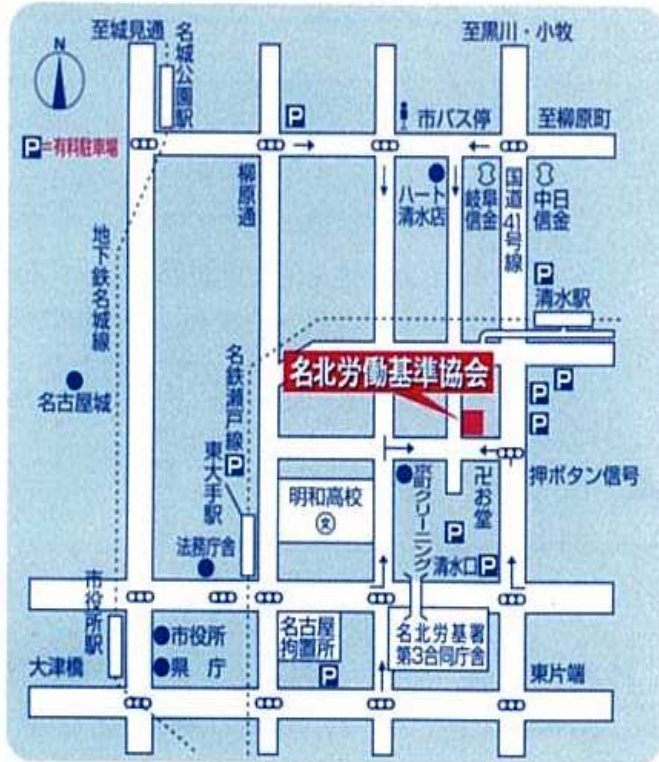 至城見通
名城公園駅
至黒川・小牧
N
P
市バス停
至柳原町
P=有料駐車場
柳原通
ハート
清水店
岐阜
信金
国道41号線
中日
信金
地下鉄名城線
P
清水駅
名鉄瀬戸線
名北労働基準協会
名古屋城
P
P
P
東大手駅
P
明和高校
文
京町クリーニング
卍お堂
押ボタン信号
法務庁舎
P
清水口
P
市役所駅
市役所
県庁
名古屋
拘置所
P
名北労基署
第3合同庁舎
大津橋
東片端